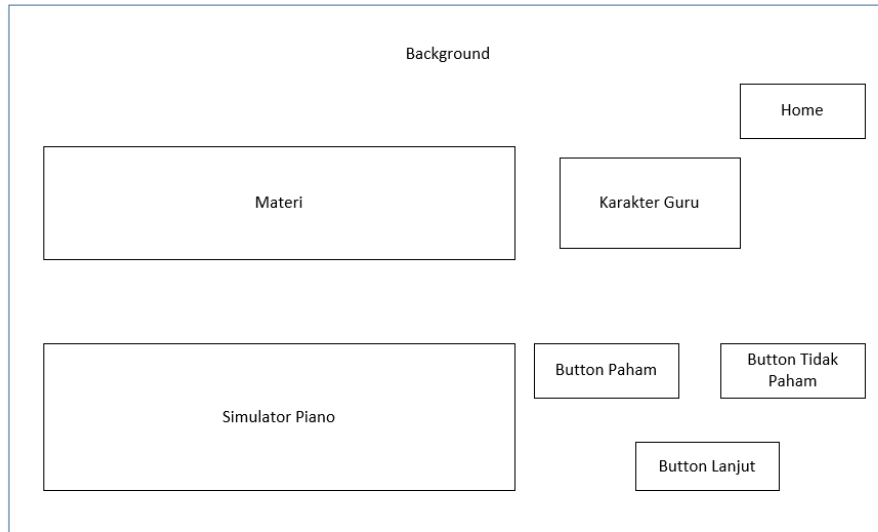 Background
Home
Materi
Karakter Guru
Simulator Piano
Button Paham
Button Tidak
Paham
Button Lanjut